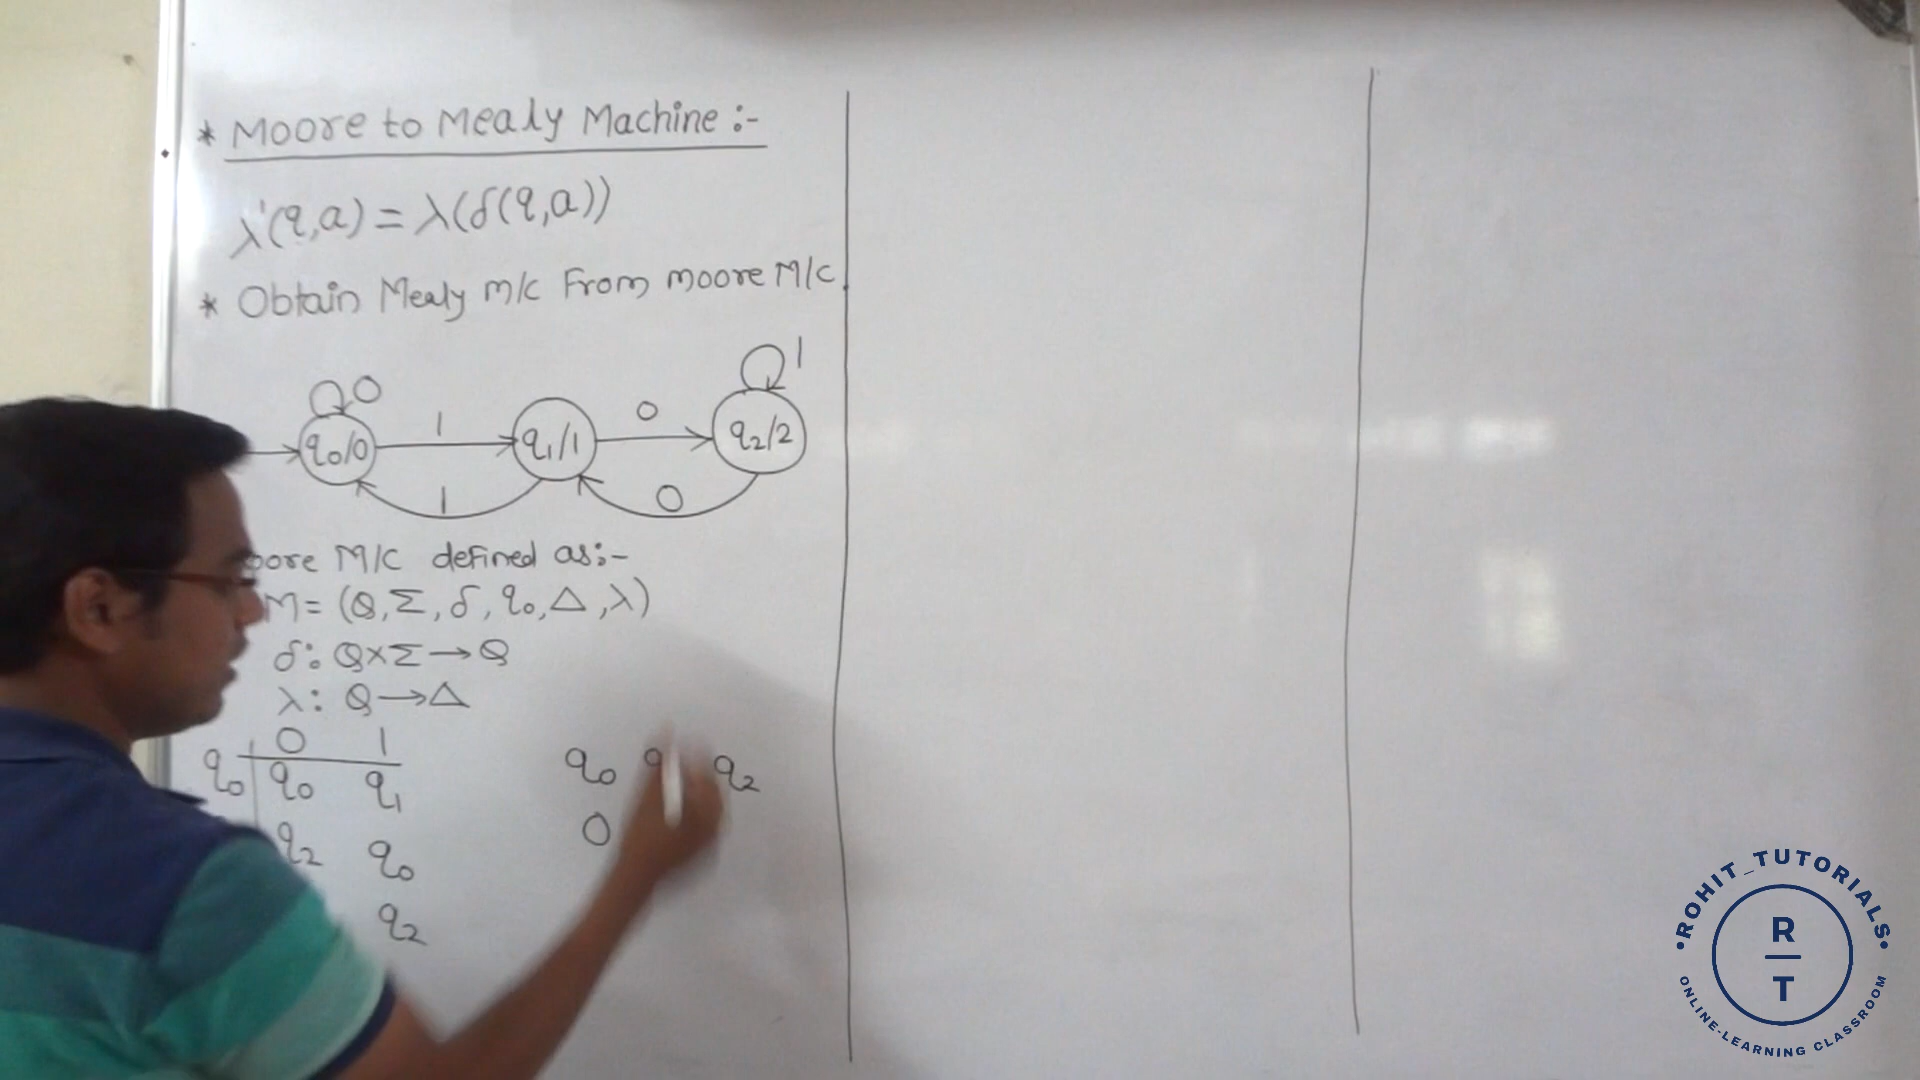 * Moore to Mealy Machine :-
λ'(q,a) = λ(δ(q,a))
* Obtain Mealy m/c From moore M/c
0 1 0 1
q0/0 q1/1 q2/2
1 0
M/c defined as:-
M = (Q, Σ, δ, q0, Δ, λ)
δ: Q×Σ → Q
λ: Q → Δ
0 1
q0 q0 q1
q2 q0
q2
q0 q2
0
ROHIT_TUTORIALS
R
T
ONLINE-LEARNING CLASSROOM